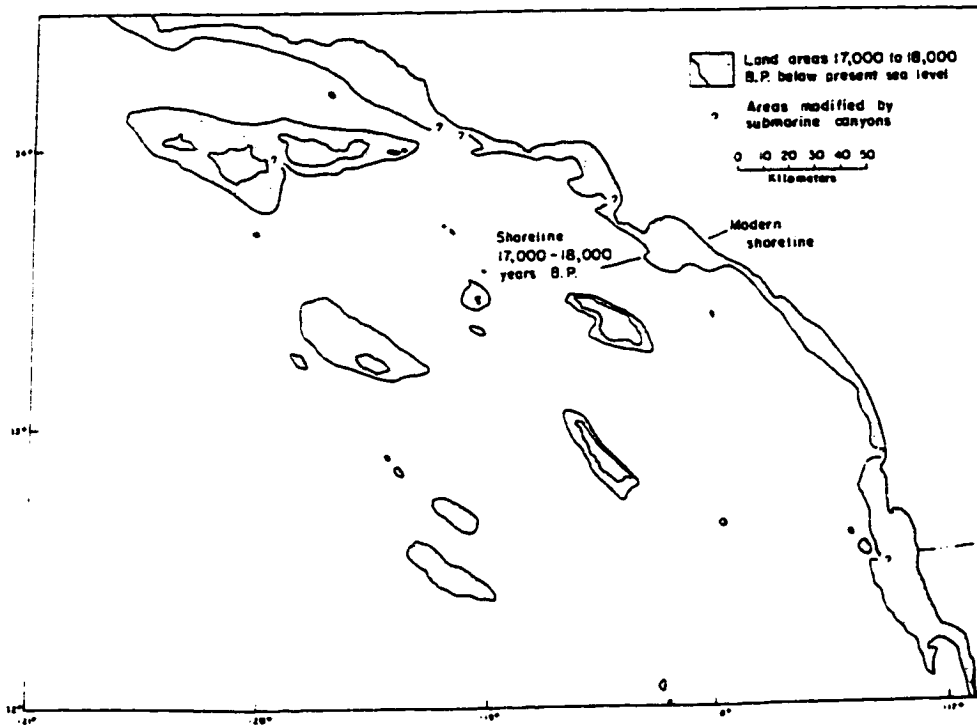 Land areas 17,000 to 18,000
B.P. below present sea level
?
Areas modified by
submarine canyons
0 10 20 30 40 50
Kilometers
? ?
?
?
Modern
shoreline
Shoreline
17,000-18,000
years B.P.
?